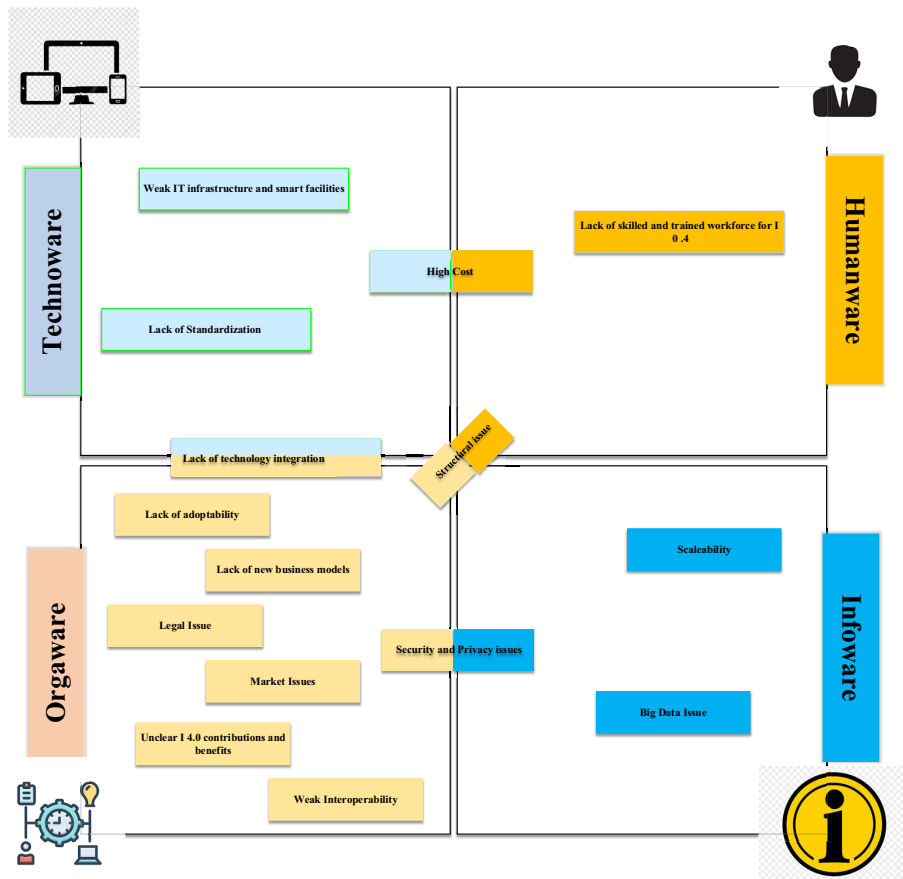 Technoware
Weak IT infrastructure and smart facilities
Lack of Standardization
High Cost
Humanware
Lack of skilled and trained workforce for I
0 .4
Structural issue
Lack of technology integration
Orgaware
Lack of adoptability
Lack of new business models
Legal Issue
Market Issues
Unclear I 4.0 contributions and
benefits
Weak Interoperability
Security and Privacy issues
Infoware
Scaleability
Big Data Issue